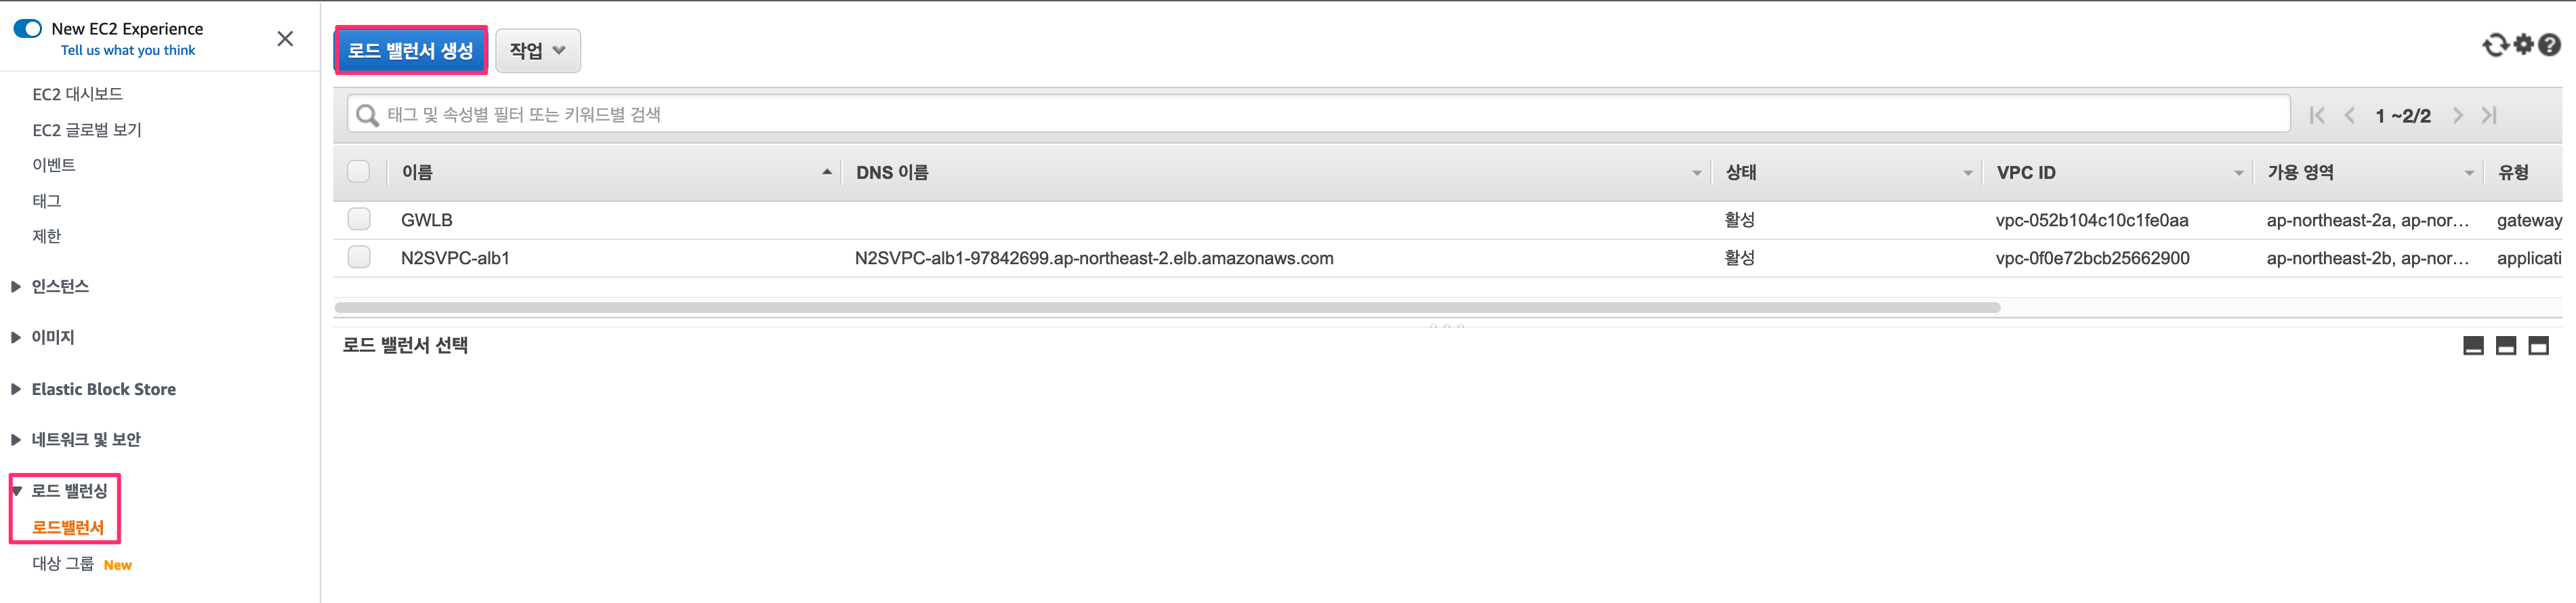 New EC2 Experience
Tell us what you think
EC2 대시보드
EC2 글로벌 보기
이벤트
태그
제한
인스턴스
이미지
Elastic Block Store
네트워크 및 보안
로드 밸런싱
로드밸런서
대상 그룹 New
로드 밸런서 생성 작업
태그 및 속성별 필터 또는 키워드별 검색 1 ~2/2
이름 DNS 이름 상태 VPC ID 가용 영역 유형
GWLB 활성 vpc-052b104c10c1fe0aa ap-northeast-2a, ap-nor... gateway
N2SVPC-alb1 N2SVPC-alb1-97842699.ap-northeast-2.elb.amazonaws.com 활성 vpc-0f0e72bcb25662900 ap-northeast-2b, ap-nor... applicati
로드 밸런서 선택